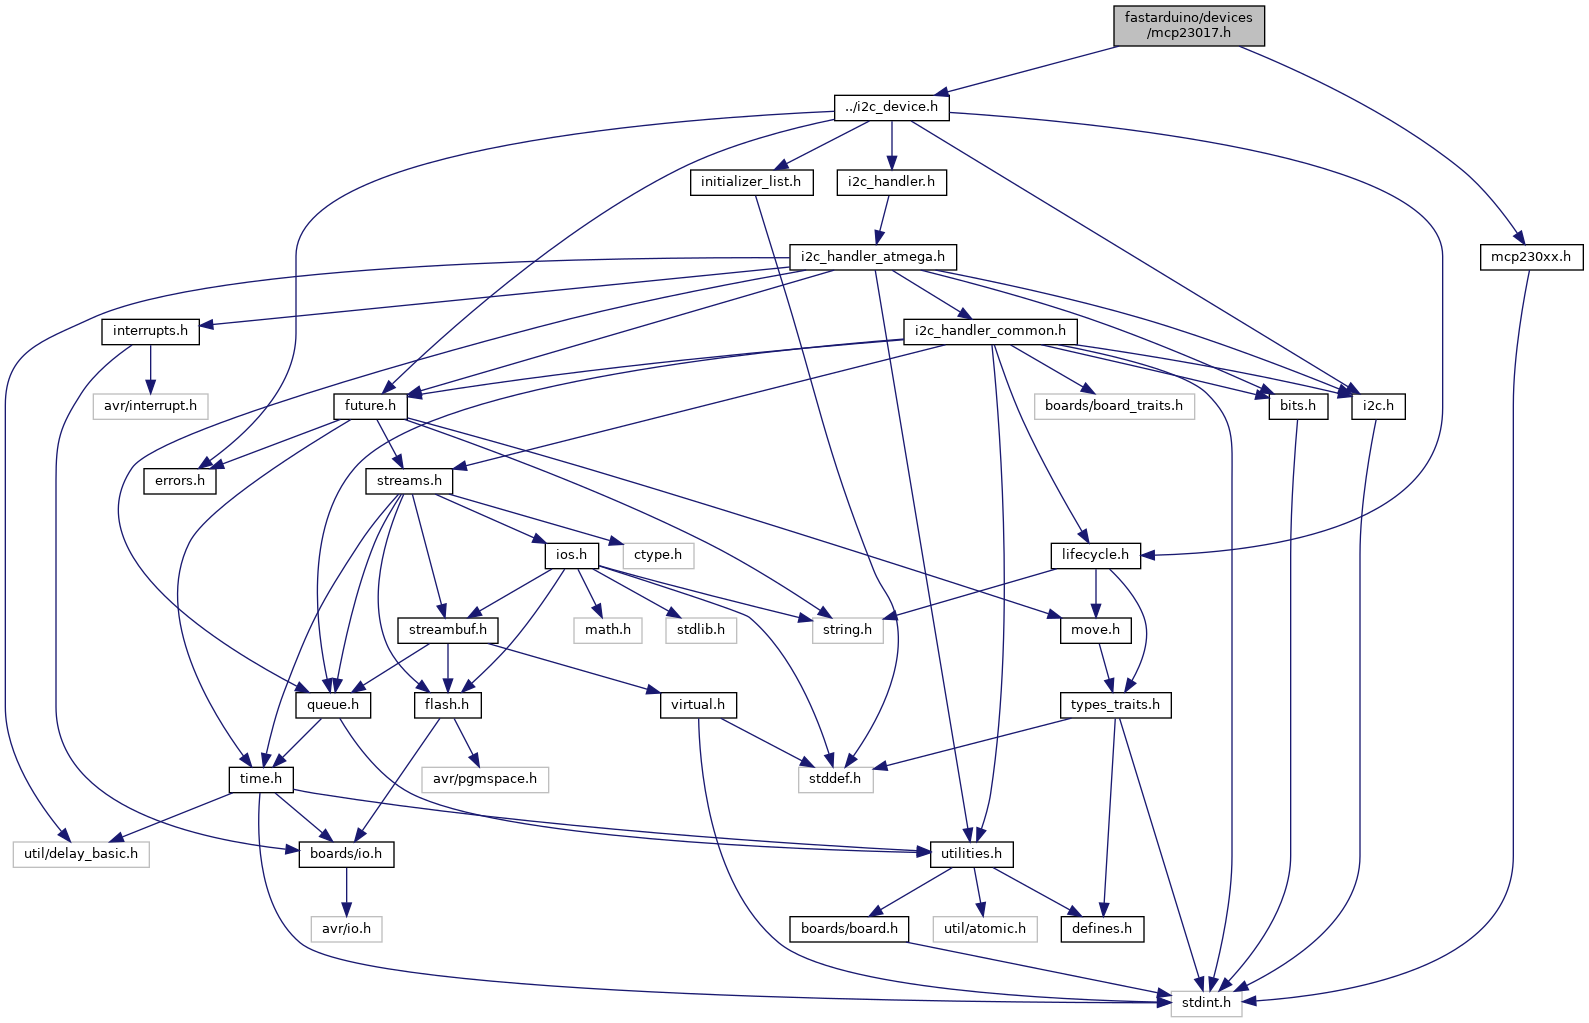 fastarduino/devices
/mcp23017.h
../i2c_device.h
initializer_list.h
i2c_handler.h
i2c_handler_atmega.h
mcp230xx.h
interrupts.h
i2c_handler_common.h
avr/interrupt.h
future.h
boards/board_traits.h
bits.h
i2c.h
errors.h
streams.h
ios.h
ctype.h
lifecycle.h
streambuf.h
math.h
stdlib.h
string.h
move.h
queue.h
flash.h
virtual.h
types_traits.h
time.h
avr/pgmspace.h
stddef.h
util/delay_basic.h
boards/io.h
utilities.h
avr/io.h
boards/board.h
util/atomic.h
defines.h
stdint.h